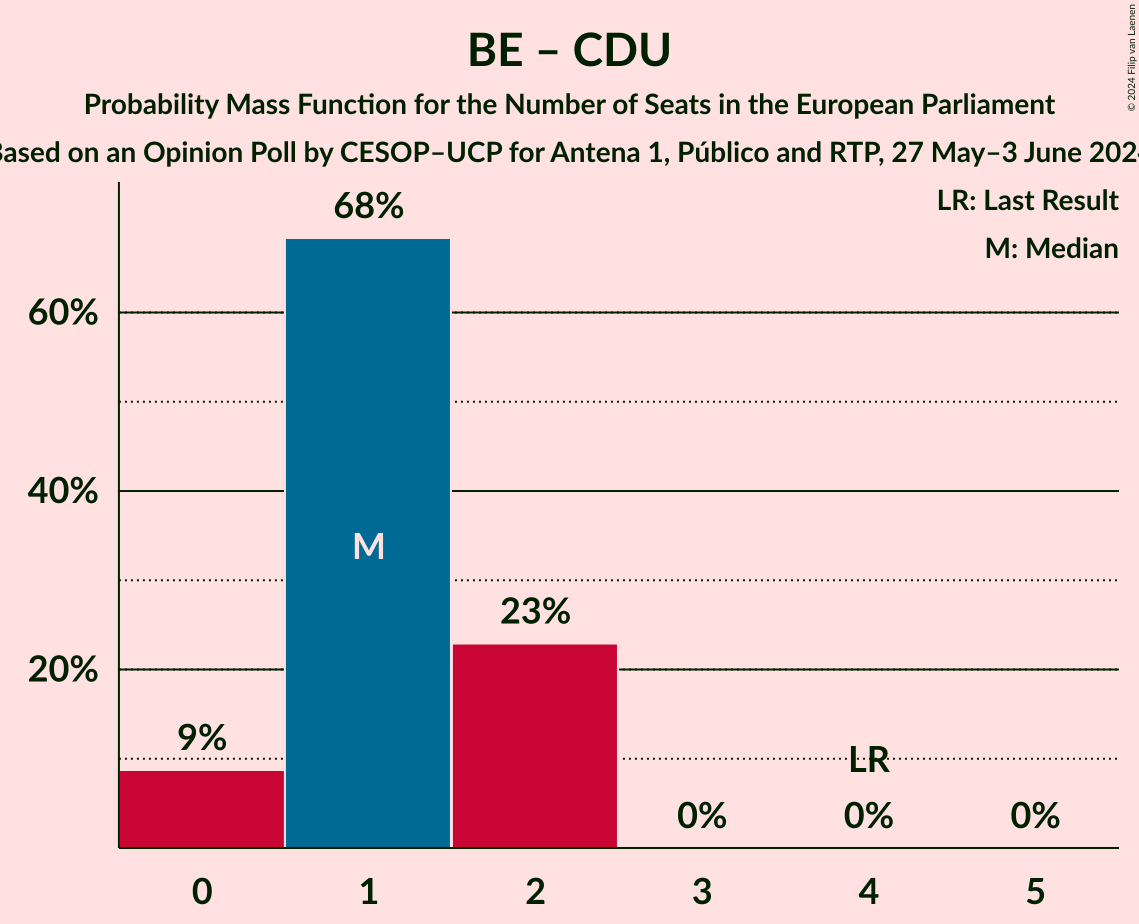 BE – CDU
Probability Mass Function for the Number of Seats in the European Parliament
on an Opinion Poll by CESOP–UCP for Antena 1, Público and RTP, 27 May–3 June
© 2024 Filip van Laenen
LR: Last Result
M: Median
68%
60%
40%
M
23%
20%
9%
LR
0% 0% 0%
0 1 2 3 4 5